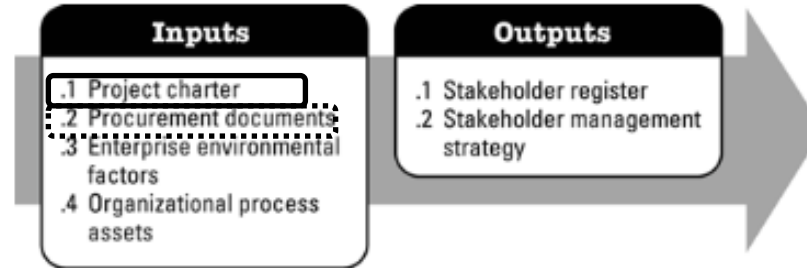 Inputs
.1 Project charter
.2 Procurement documents
.3 Enterprise environmental
factors
.4 Organizational process
assets
Outputs
.1 Stakeholder register
.2 Stakeholder management
strategy